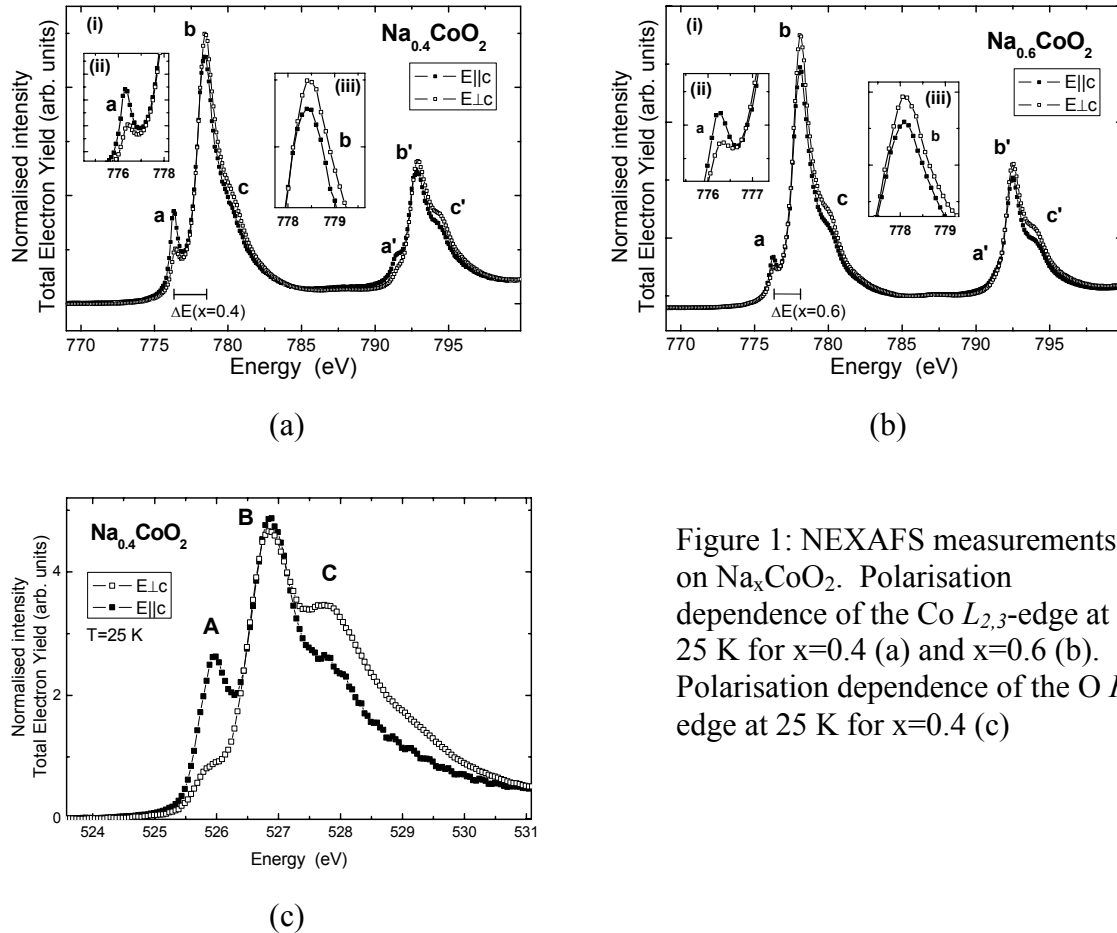 (i)
b
Na0.4CoO2
E||c
E⊥c
(ii)
a
776 778
(iii)
b
778 779
a
c
b'
c'
a'
ΔE(x=0.4)
Normalised intensity
Total Electron Yield (arb. units)
770 775 780 785 790 795
Energy (eV)
(a)
(i)
b
Na0.6CoO2
E||c
E⊥c
(ii)
a
776 777
(iii)
b
778 779
a
c
b'
c'
a'
ΔE(x=0.6)
Normalised intensity
Total Electron Yield (arb. units)
770 775 780 785 790 795
Energy (eV)
(b)
Na0.4CoO2
E⊥c
E||c
T=25 K
A
B
C
4
2
0
Normalised intensity
Total Electron Yield (arb. units)
524 525 526 527 528 529 530 531
Energy (eV)
(c)
Figure 1: NEXAFS measurements
on NaxCoO2. Polarisation
dependence of the Co L2,3-edge at
25 K for x=0.4 (a) and x=0.6 (b).
Polarisation dependence of the O
edge at 25 K for x=0.4 (c)